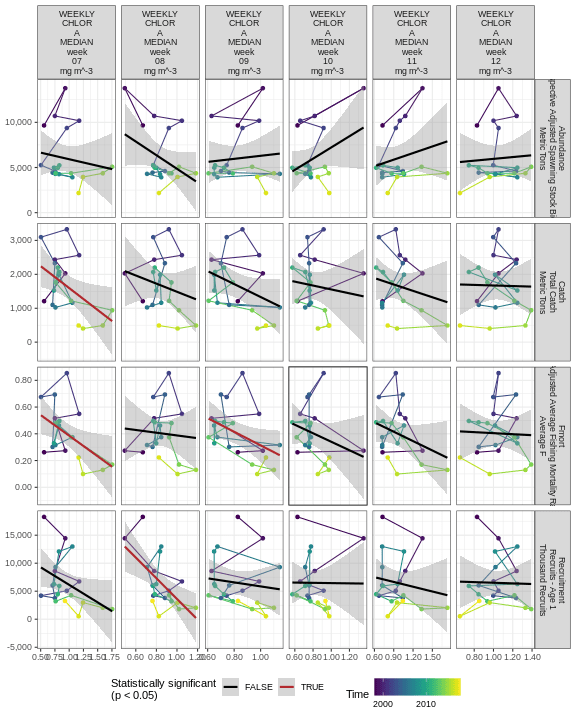 WEEKLY CHLOR A MEDIAN week 07 mg m^-3
WEEKLY CHLOR A MEDIAN week 08 mg m^-3
WEEKLY CHLOR A MEDIAN week 09 mg m^-3
WEEKLY CHLOR A MEDIAN week 10 mg m^-3
WEEKLY CHLOR A MEDIAN week 11 mg m^-3
WEEKLY CHLOR A MEDIAN week 12 mg m^-3
10,000
5,000
0
Abundance
Adjusted Spawning Stock
Metric Tons
3,000
2,000
1,000
0
Catch
Total Catch
Metric Tons
0.80
0.60
0.40
0.20
0.00
Fmort
Adjusted Average Fishing Mortality
Average F
15,000
10,000
5,000
0
-5,000
Recruitment
Recruits - Age 1
Thousand Recruits
0.50 0.75 1.00 1.25 1.50 1.75
0.60 0.80 1.00 1.20
0.60 0.80 1.00
0.60 0.80 1.00 1.20
0.60 0.90 1.20 1.50
0.80 1.00 1.20 1.40
Statistically significant
(p < 0.05)
FALSE
TRUE
Time
2000
2010